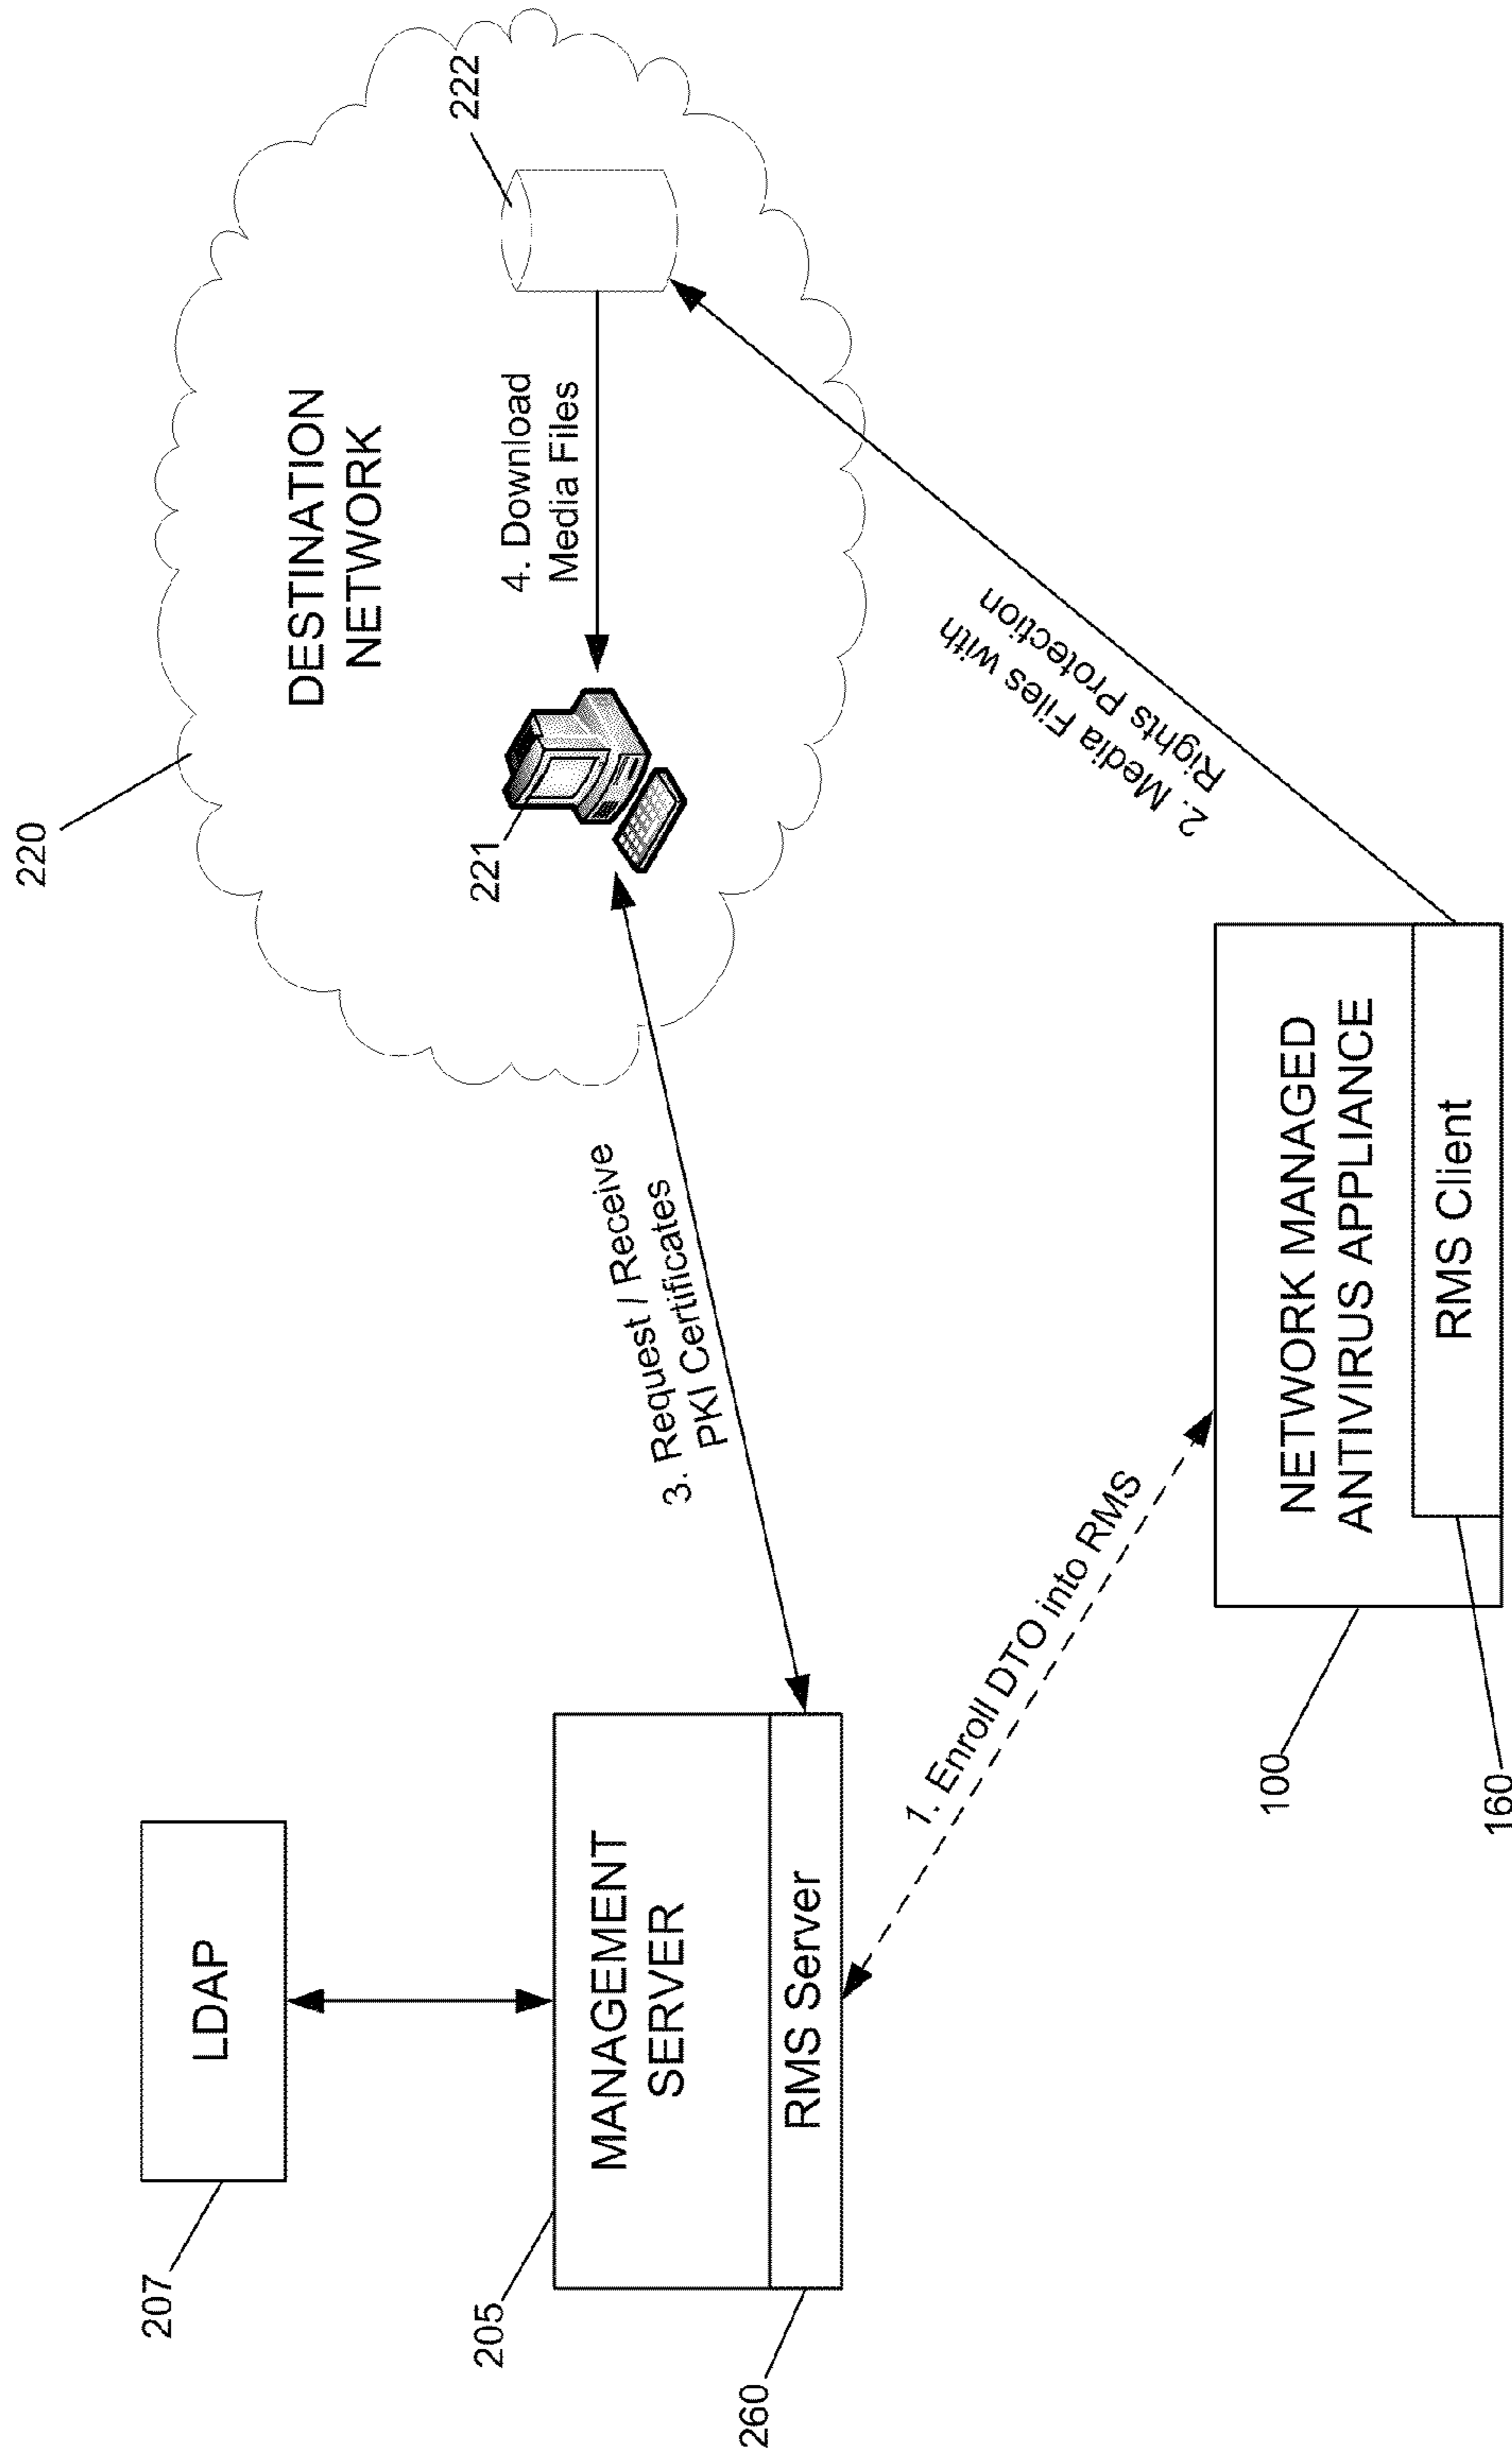 207
LDAP
205
MANAGEMENT
SERVER
260
RMS Server
220
DESTINATION
NETWORK
221
222
4. Download
Media Files
3. Request / Receive
PKI Certificates
1. Enroll DTO into RMS
2. Media Files with
Rights Protection
100
NETWORK MANAGED
ANTIVIRUS APPLIANCE
160
RMS Client